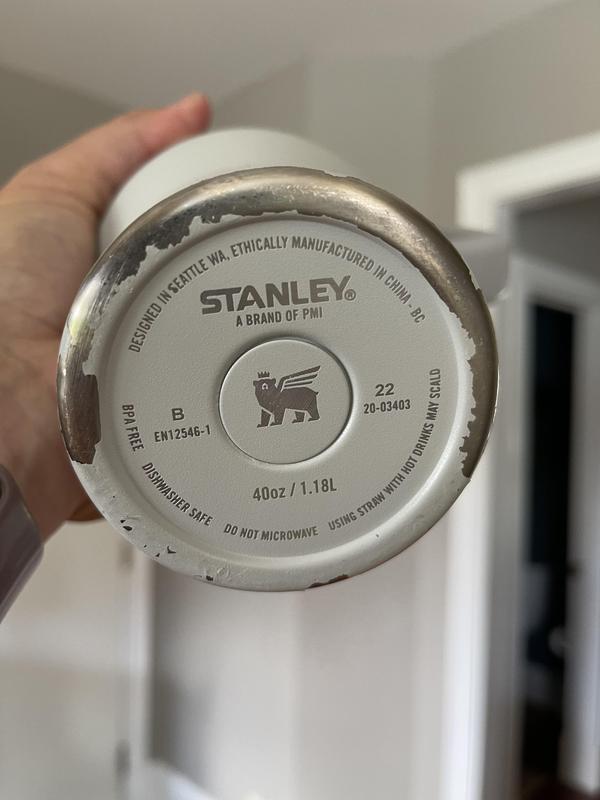 DESIGNED IN SEATTLE WA, ETHICALLY MANUFACTURED IN CHINA - BC
STANLEY®
A BRAND OF PMI
B
EN12546-1
22
20-03403
40oz / 1.18L
BPA FREE DISHWASHER SAFE DO NOT MICROWAVE USING STRAW WITH HOT DRINKS MAY SCALD